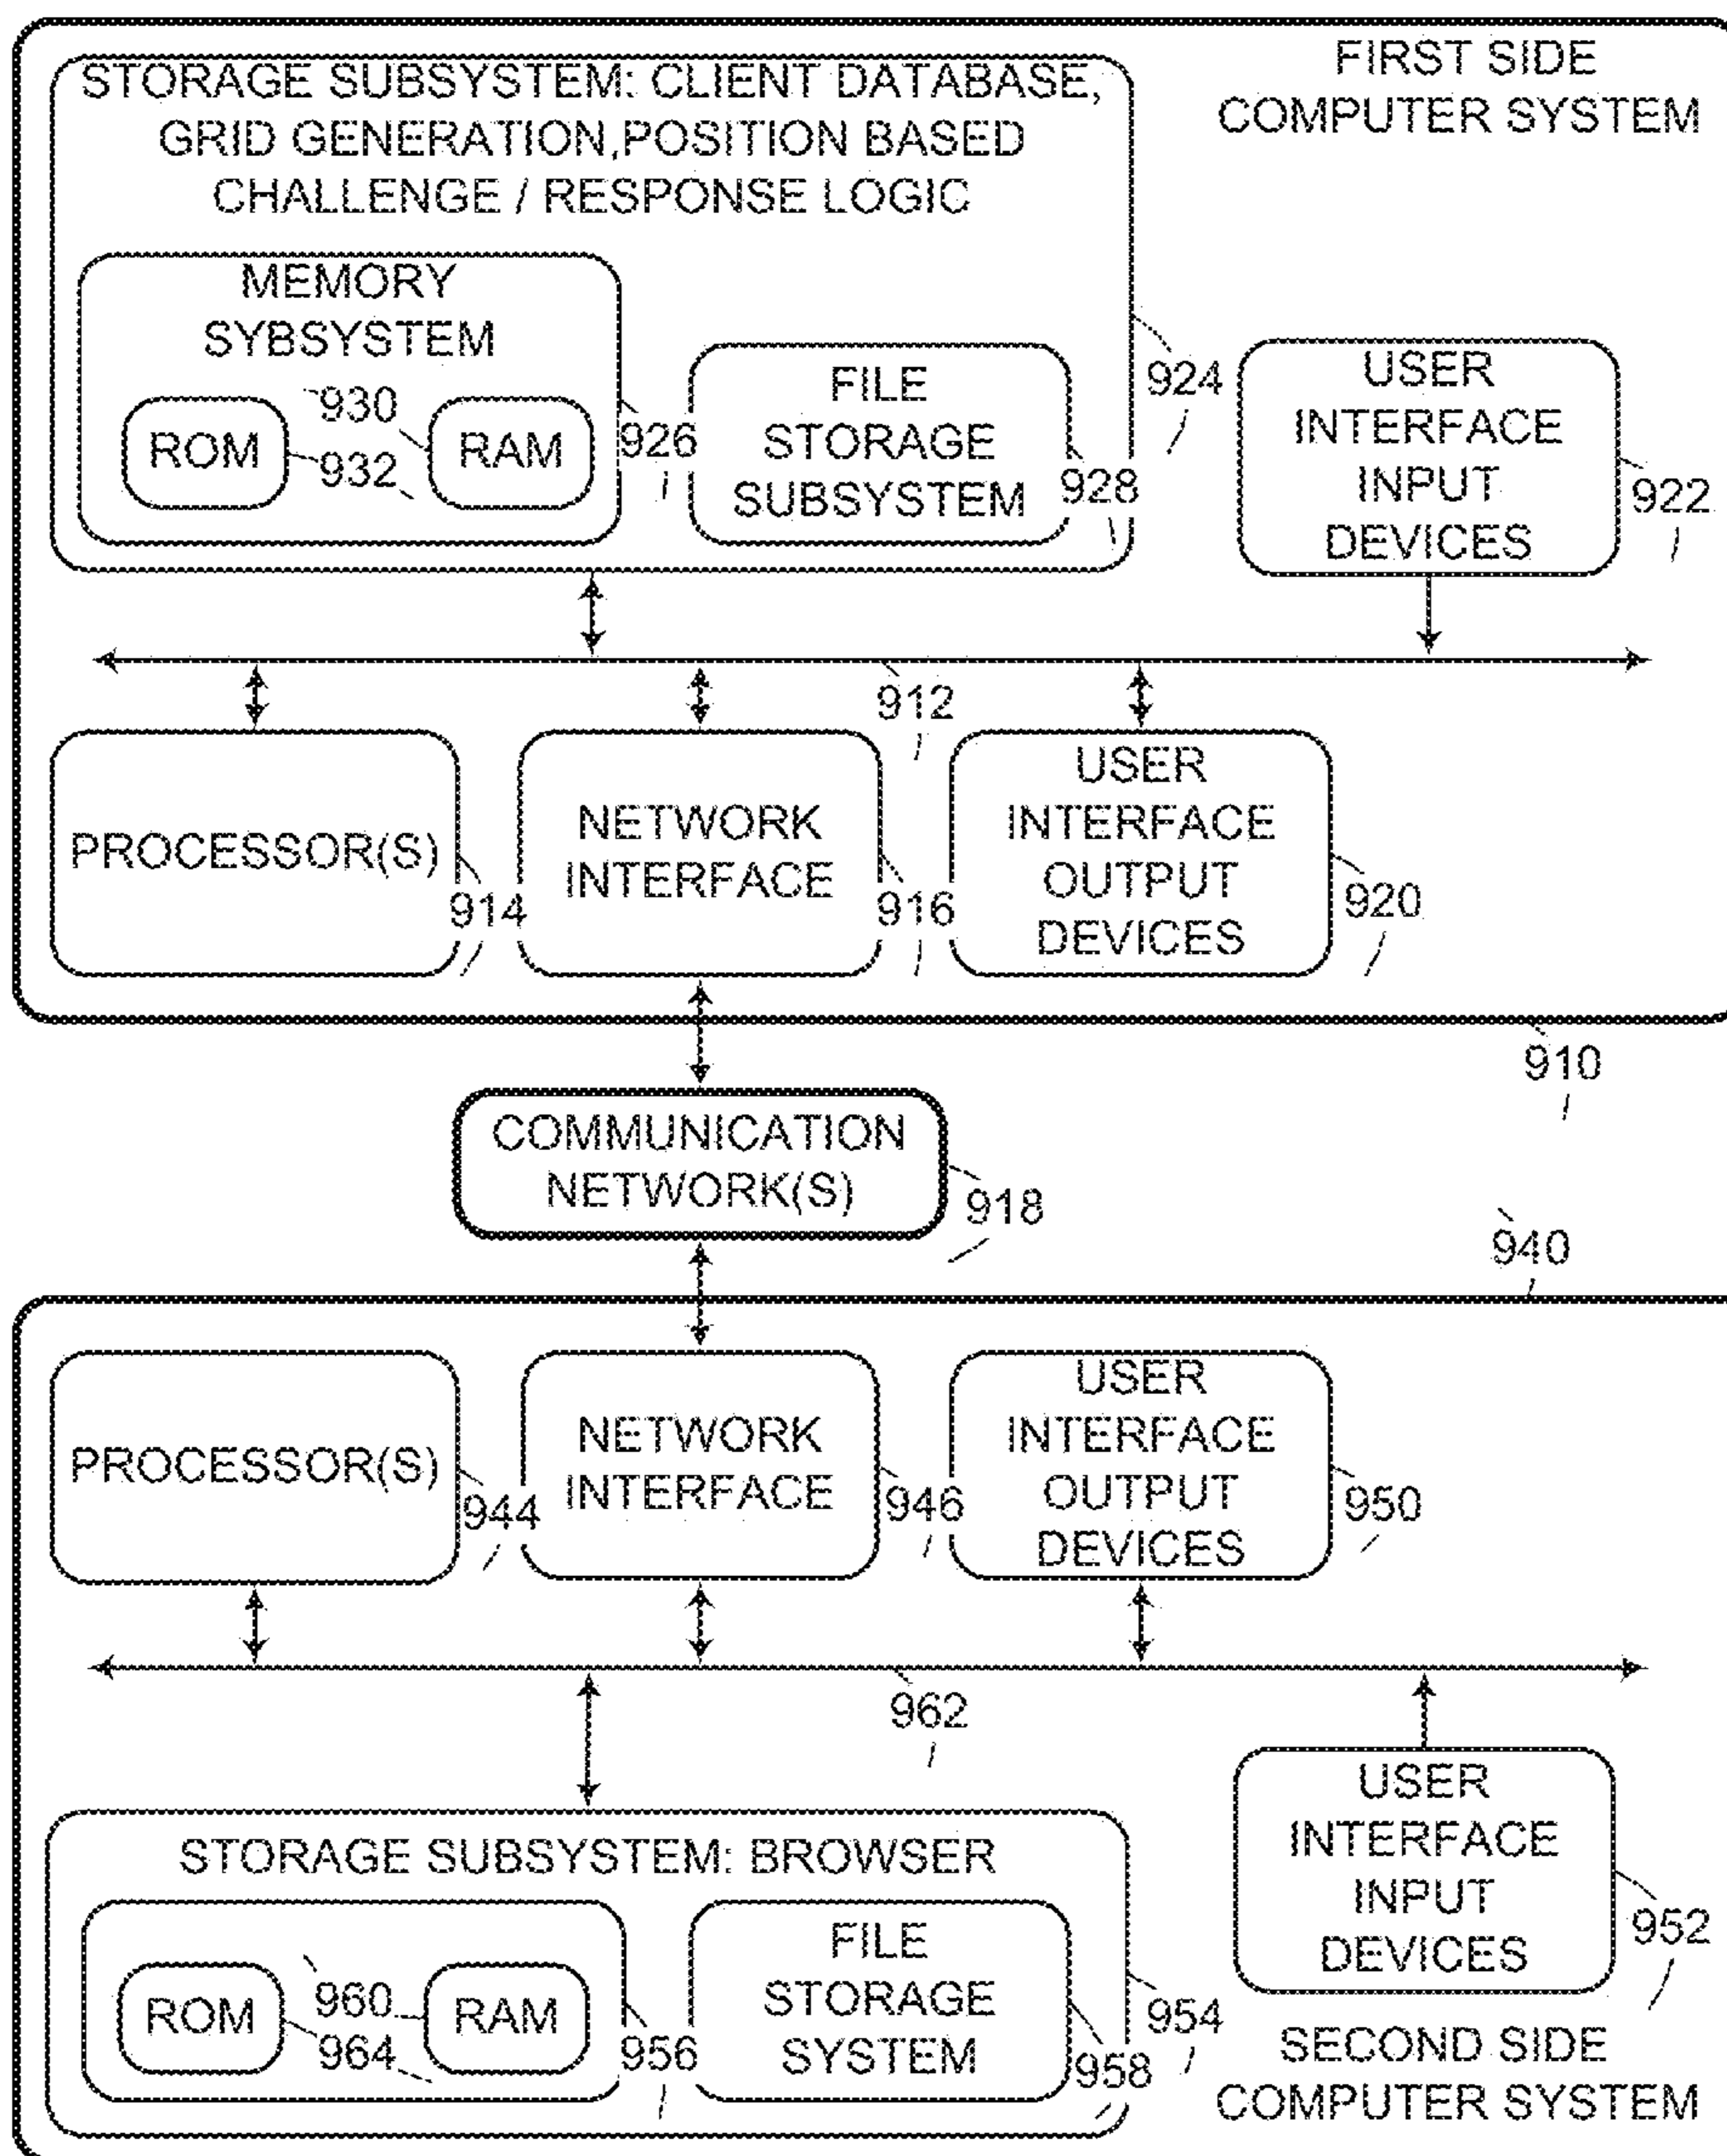 FIRST SIDE
COMPUTER SYSTEM
STORAGE SUBSYSTEM: CLIENT DATABASE,
GRID GENERATION,POSITION BASED
CHALLENGE / RESPONSE LOGIC
MEMORY
SYBSYSTEM
930
ROM
932
RAM
926
FILE
STORAGE
SUBSYSTEM
928
924
USER
INTERFACE
INPUT
DEVICES
922
912
PROCESSOR(S)
914
NETWORK
INTERFACE
916
USER
INTERFACE
OUTPUT
DEVICES
920
910
COMMUNICATION
NETWORK(S)
918
940
PROCESSOR(S)
944
NETWORK
INTERFACE
946
USER
INTERFACE
OUTPUT
DEVICES
950
962
STORAGE SUBSYSTEM: BROWSER
960
ROM
964
RAM
956
FILE
STORAGE
SYSTEM
958
954
USER
INTERFACE
INPUT
DEVICES
952
SECOND SIDE
COMPUTER SYSTEM